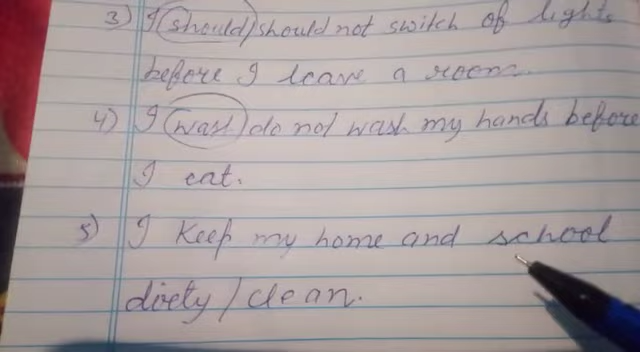 3) I should/should not switch of lights
before I leave a room.
4) I wash/do not wash my hands before
I eat.
5) I keep my home and school
dirty/clean.